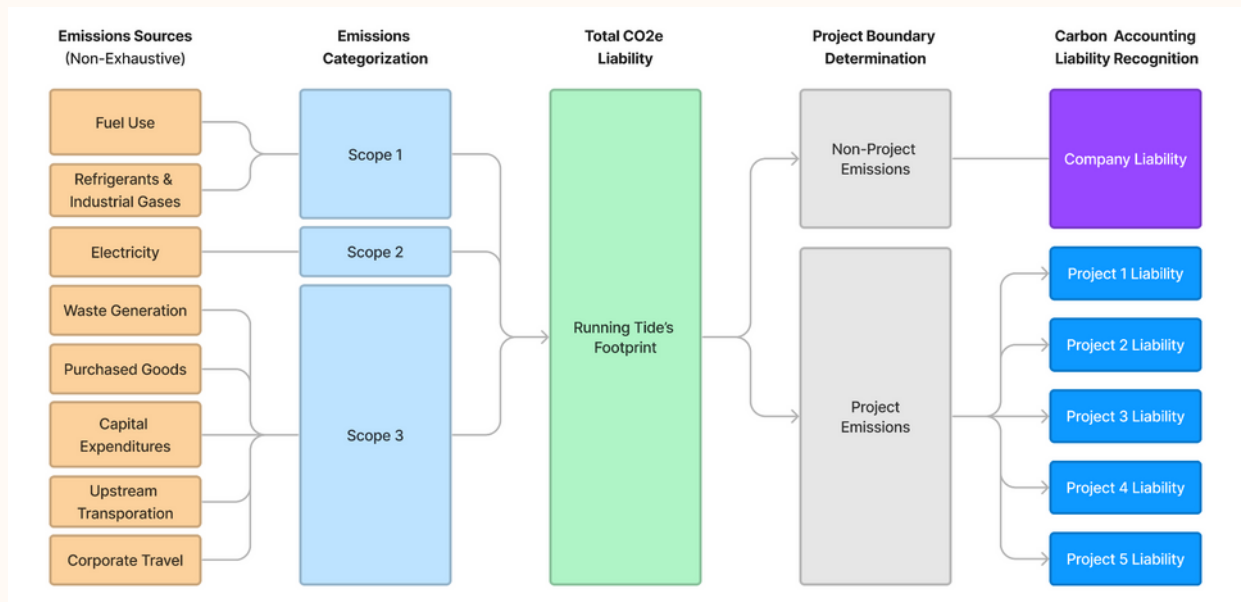 Emissions Sources
(Non-Exhaustive)
Emissions
Categorization
Total CO2e
Liability
Project Boundary
Determination
Carbon Accounting
Liability Recognition
Fuel Use
Refrigerants &
Industrial Gases
Electricity
Waste Generation
Purchased Goods
Capital
Expenditures
Upstream
Transporation
Corporate Travel
Scope 1
Scope 2
Scope 3
Running Tide's
Footprint
Non-Project
Emissions
Project
Emissions
Company Liability
Project 1 Liability
Project 2 Liability
Project 3 Liability
Project 4 Liability
Project 5 Liability